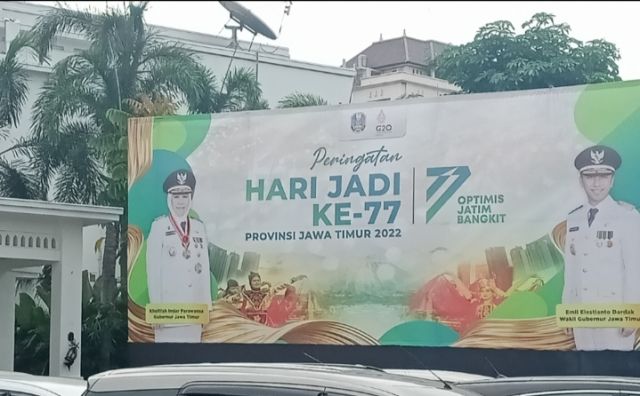 G20
Peringatan
HARI JADI
KE-77
PROVINSI JAWA TIMUR 2022
77
OPTIMIS
JATIM
BANGKIT
Khofifah Indar Parawansa
Gubernur Jawa Timur
Emil Elestianto Dardak
Wakil Gubernur Jawa Timur